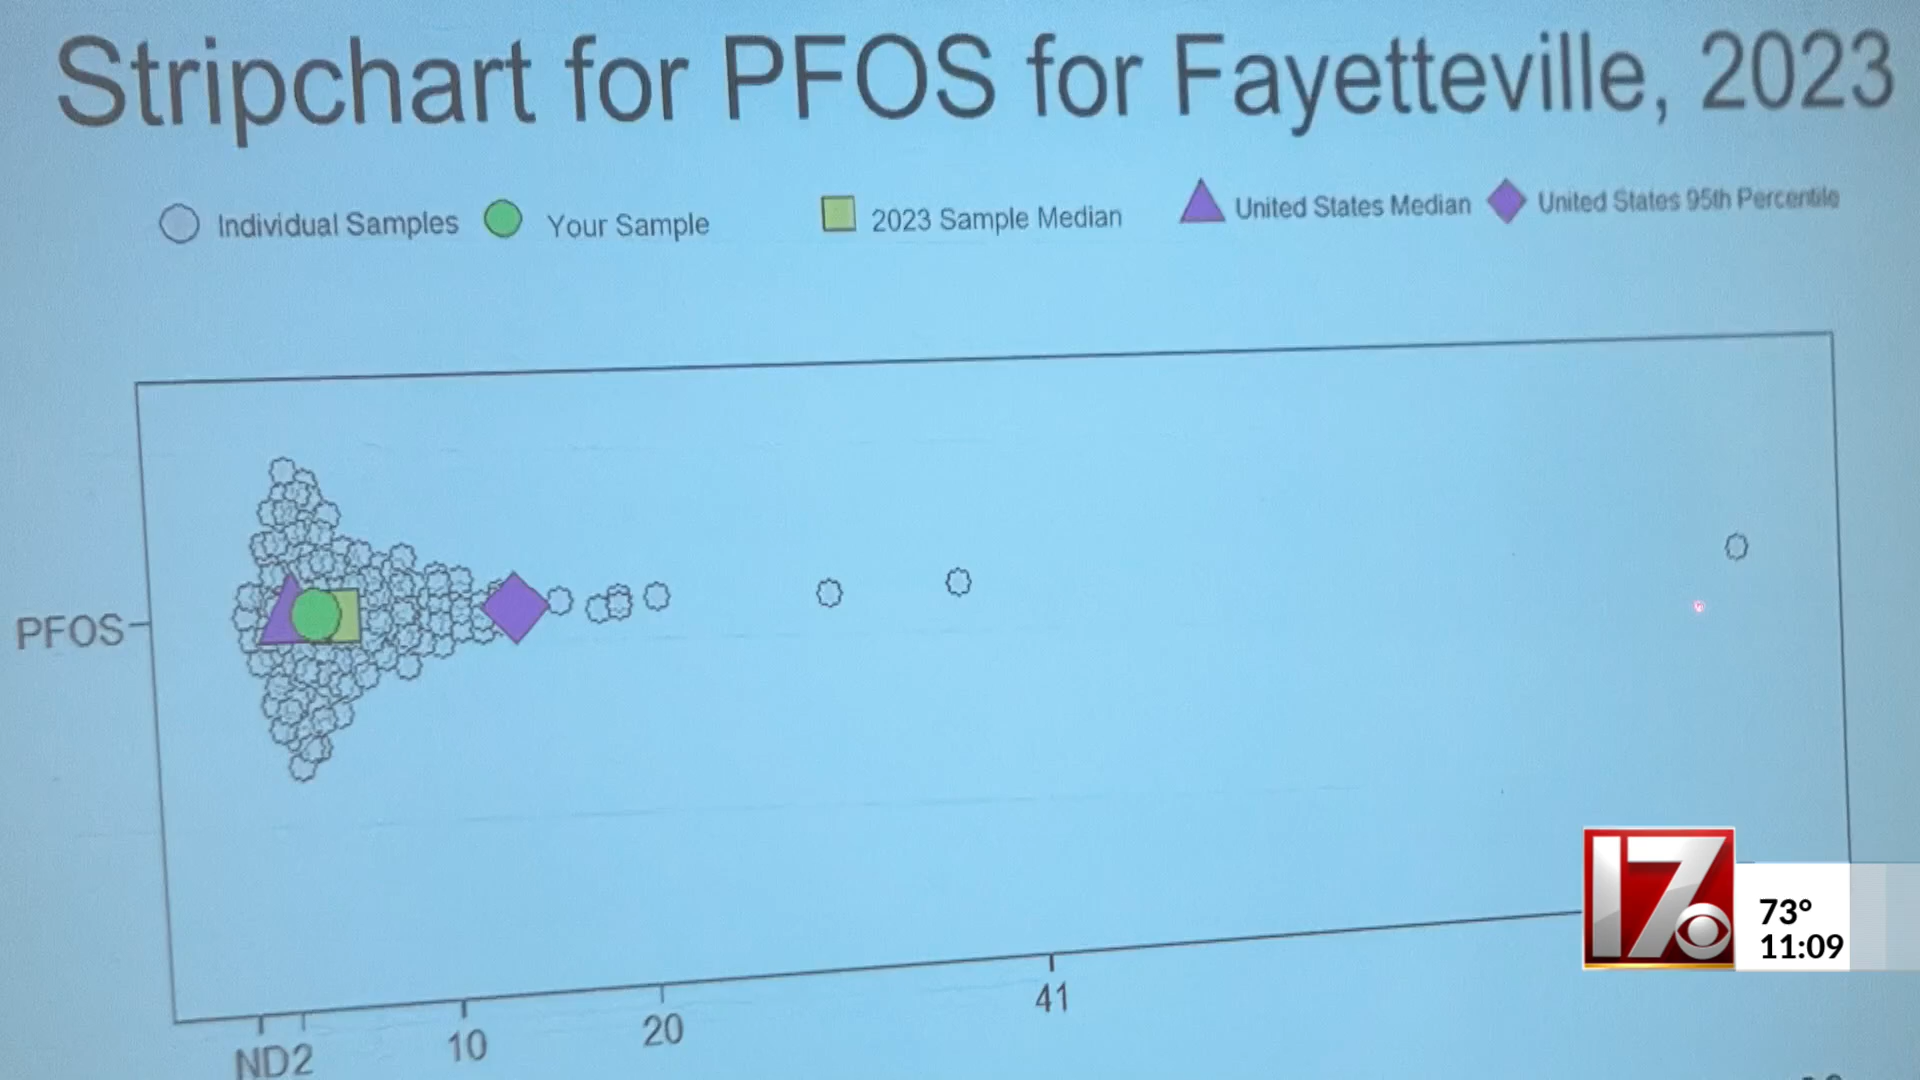 Stripchart for PFOS for Fayetteville, 2023
Individual Samples
Your Sample
2023 Sample Median
United States Median
United States 95th Percentile
PFOS
ND2
10
20
41
17
73°
11:09